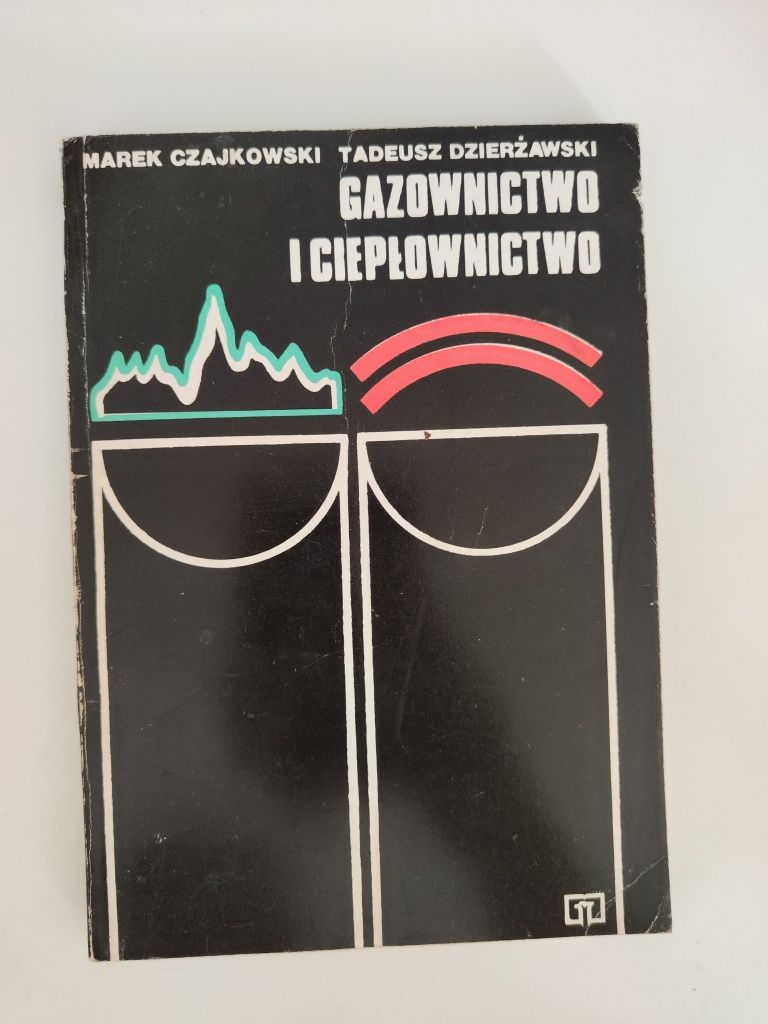 MAREK CZAJKOWSKI TADEUSZ DZIERŻAWSKI
GAZOWNICTWO
I CIEPŁOWNICTWO